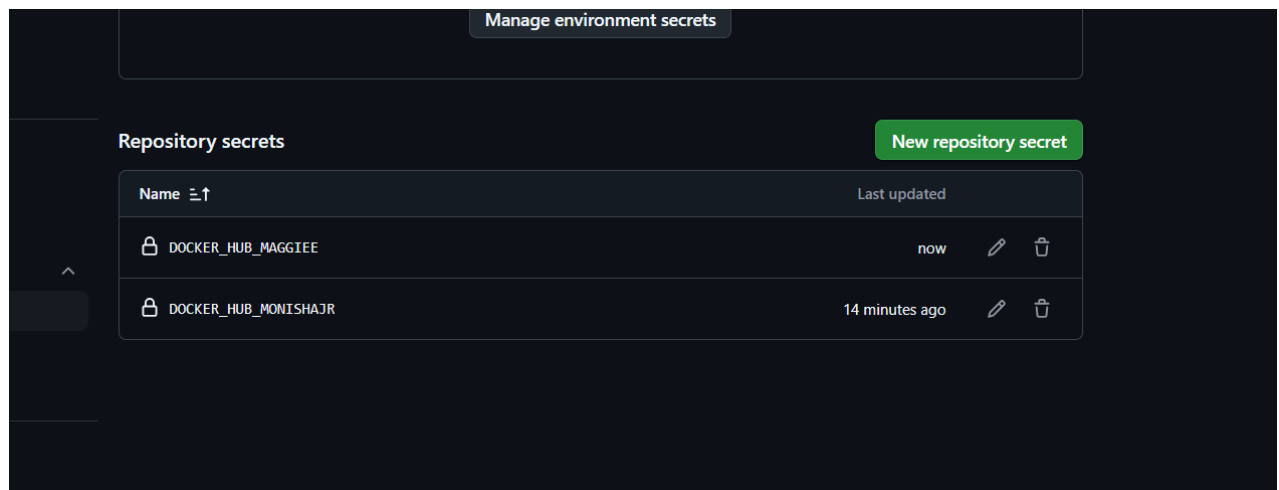 Manage environment secrets
Repository secrets
New repository secret
Name
Last updated
DOCKER_HUB_MAGGIEE
now
DOCKER_HUB_MONISHAJR
14 minutes ago